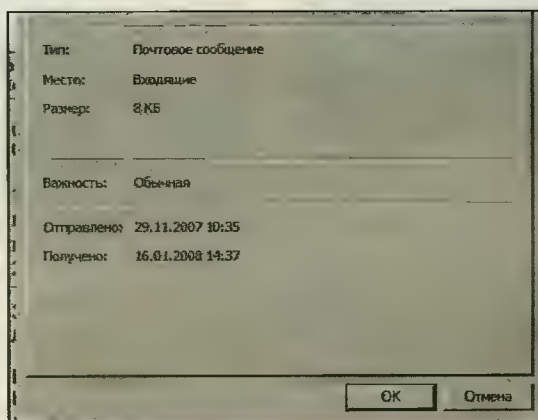 Тип: Почтовое сообщение
Место: Входящие
Размер: 8 КБ
Важность: Обычная
Отправлено: 29.11.2007 10:35
Получено: 16.01.2008 14:37
OK Отмена